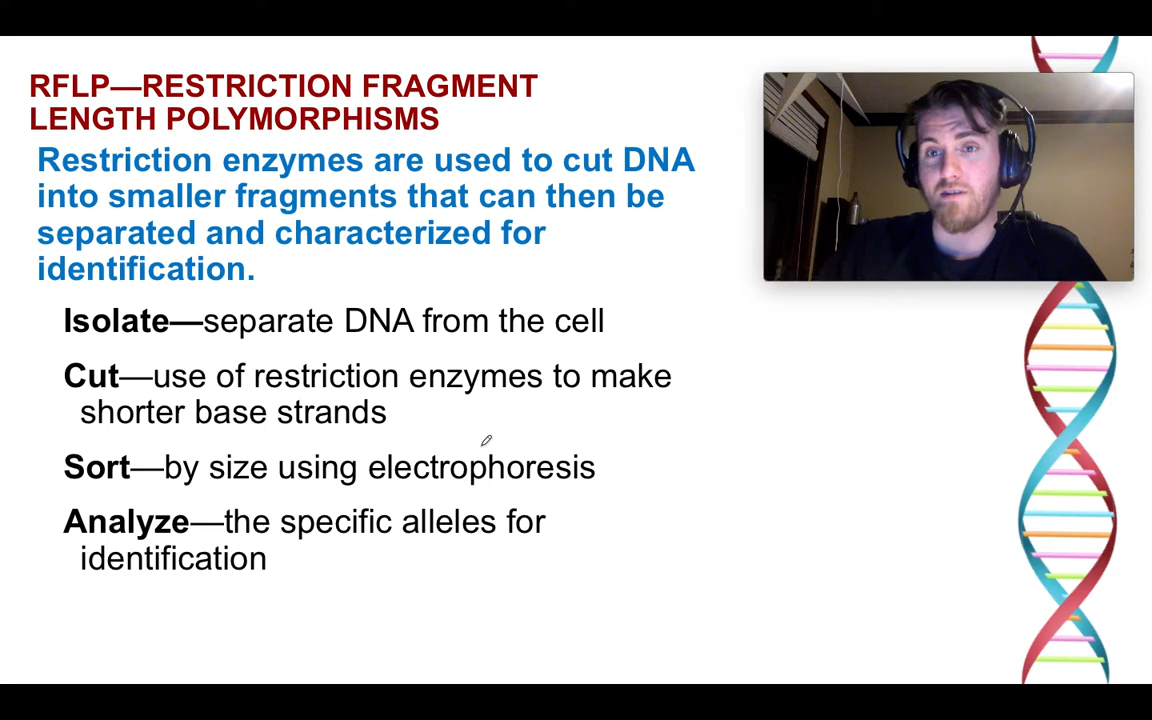 RFLP—RESTRICTION FRAGMENT
LENGTH POLYMORPHISMS
Restriction enzymes are used to cut DNA
into smaller fragments that can then be
separated and characterized for
identification.
Isolate—separate DNA from the cell
Cut—use of restriction enzymes to make
shorter base strands
Sort—by size using electrophoresis
Analyze—the specific alleles for
identification